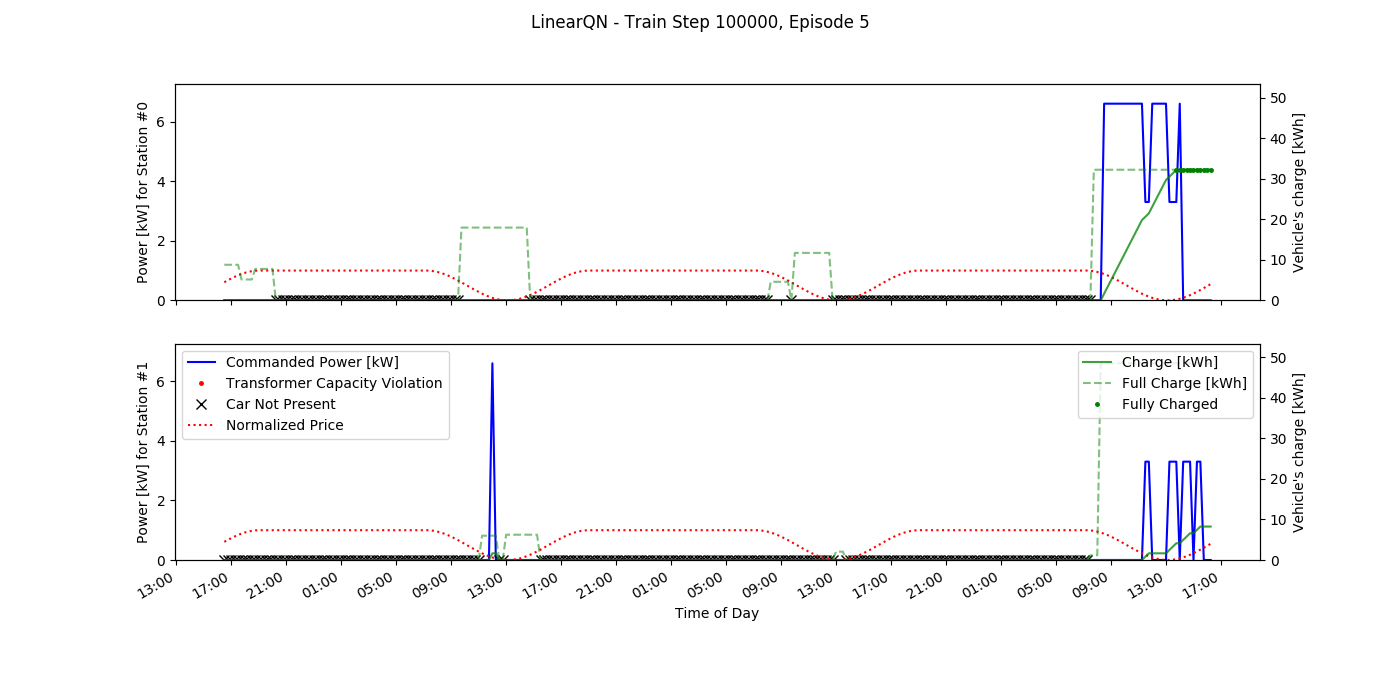 LinearQN - Train Step 100000, Episode 5
Power [kW] for Station #0
6
4
2
0
50
40
30
20
10
0
Vehicle's charge [kWh]
Power [kW] for Station #1
6
4
2
0
Commanded Power [kW]
Transformer Capacity Violation
Car Not Present
Normalized Price
Charge [kWh]
Full Charge [kWh]
Fully Charged
50
40
30
20
10
0
Vehicle's charge [kWh]
13:00 17:00 21:00 01:00 05:00 09:00 13:00 17:00 21:00 01:00 05:00 09:00 13:00 17:00 21:00 01:00 05:00 09:00 13:00 17:00
Time of Day